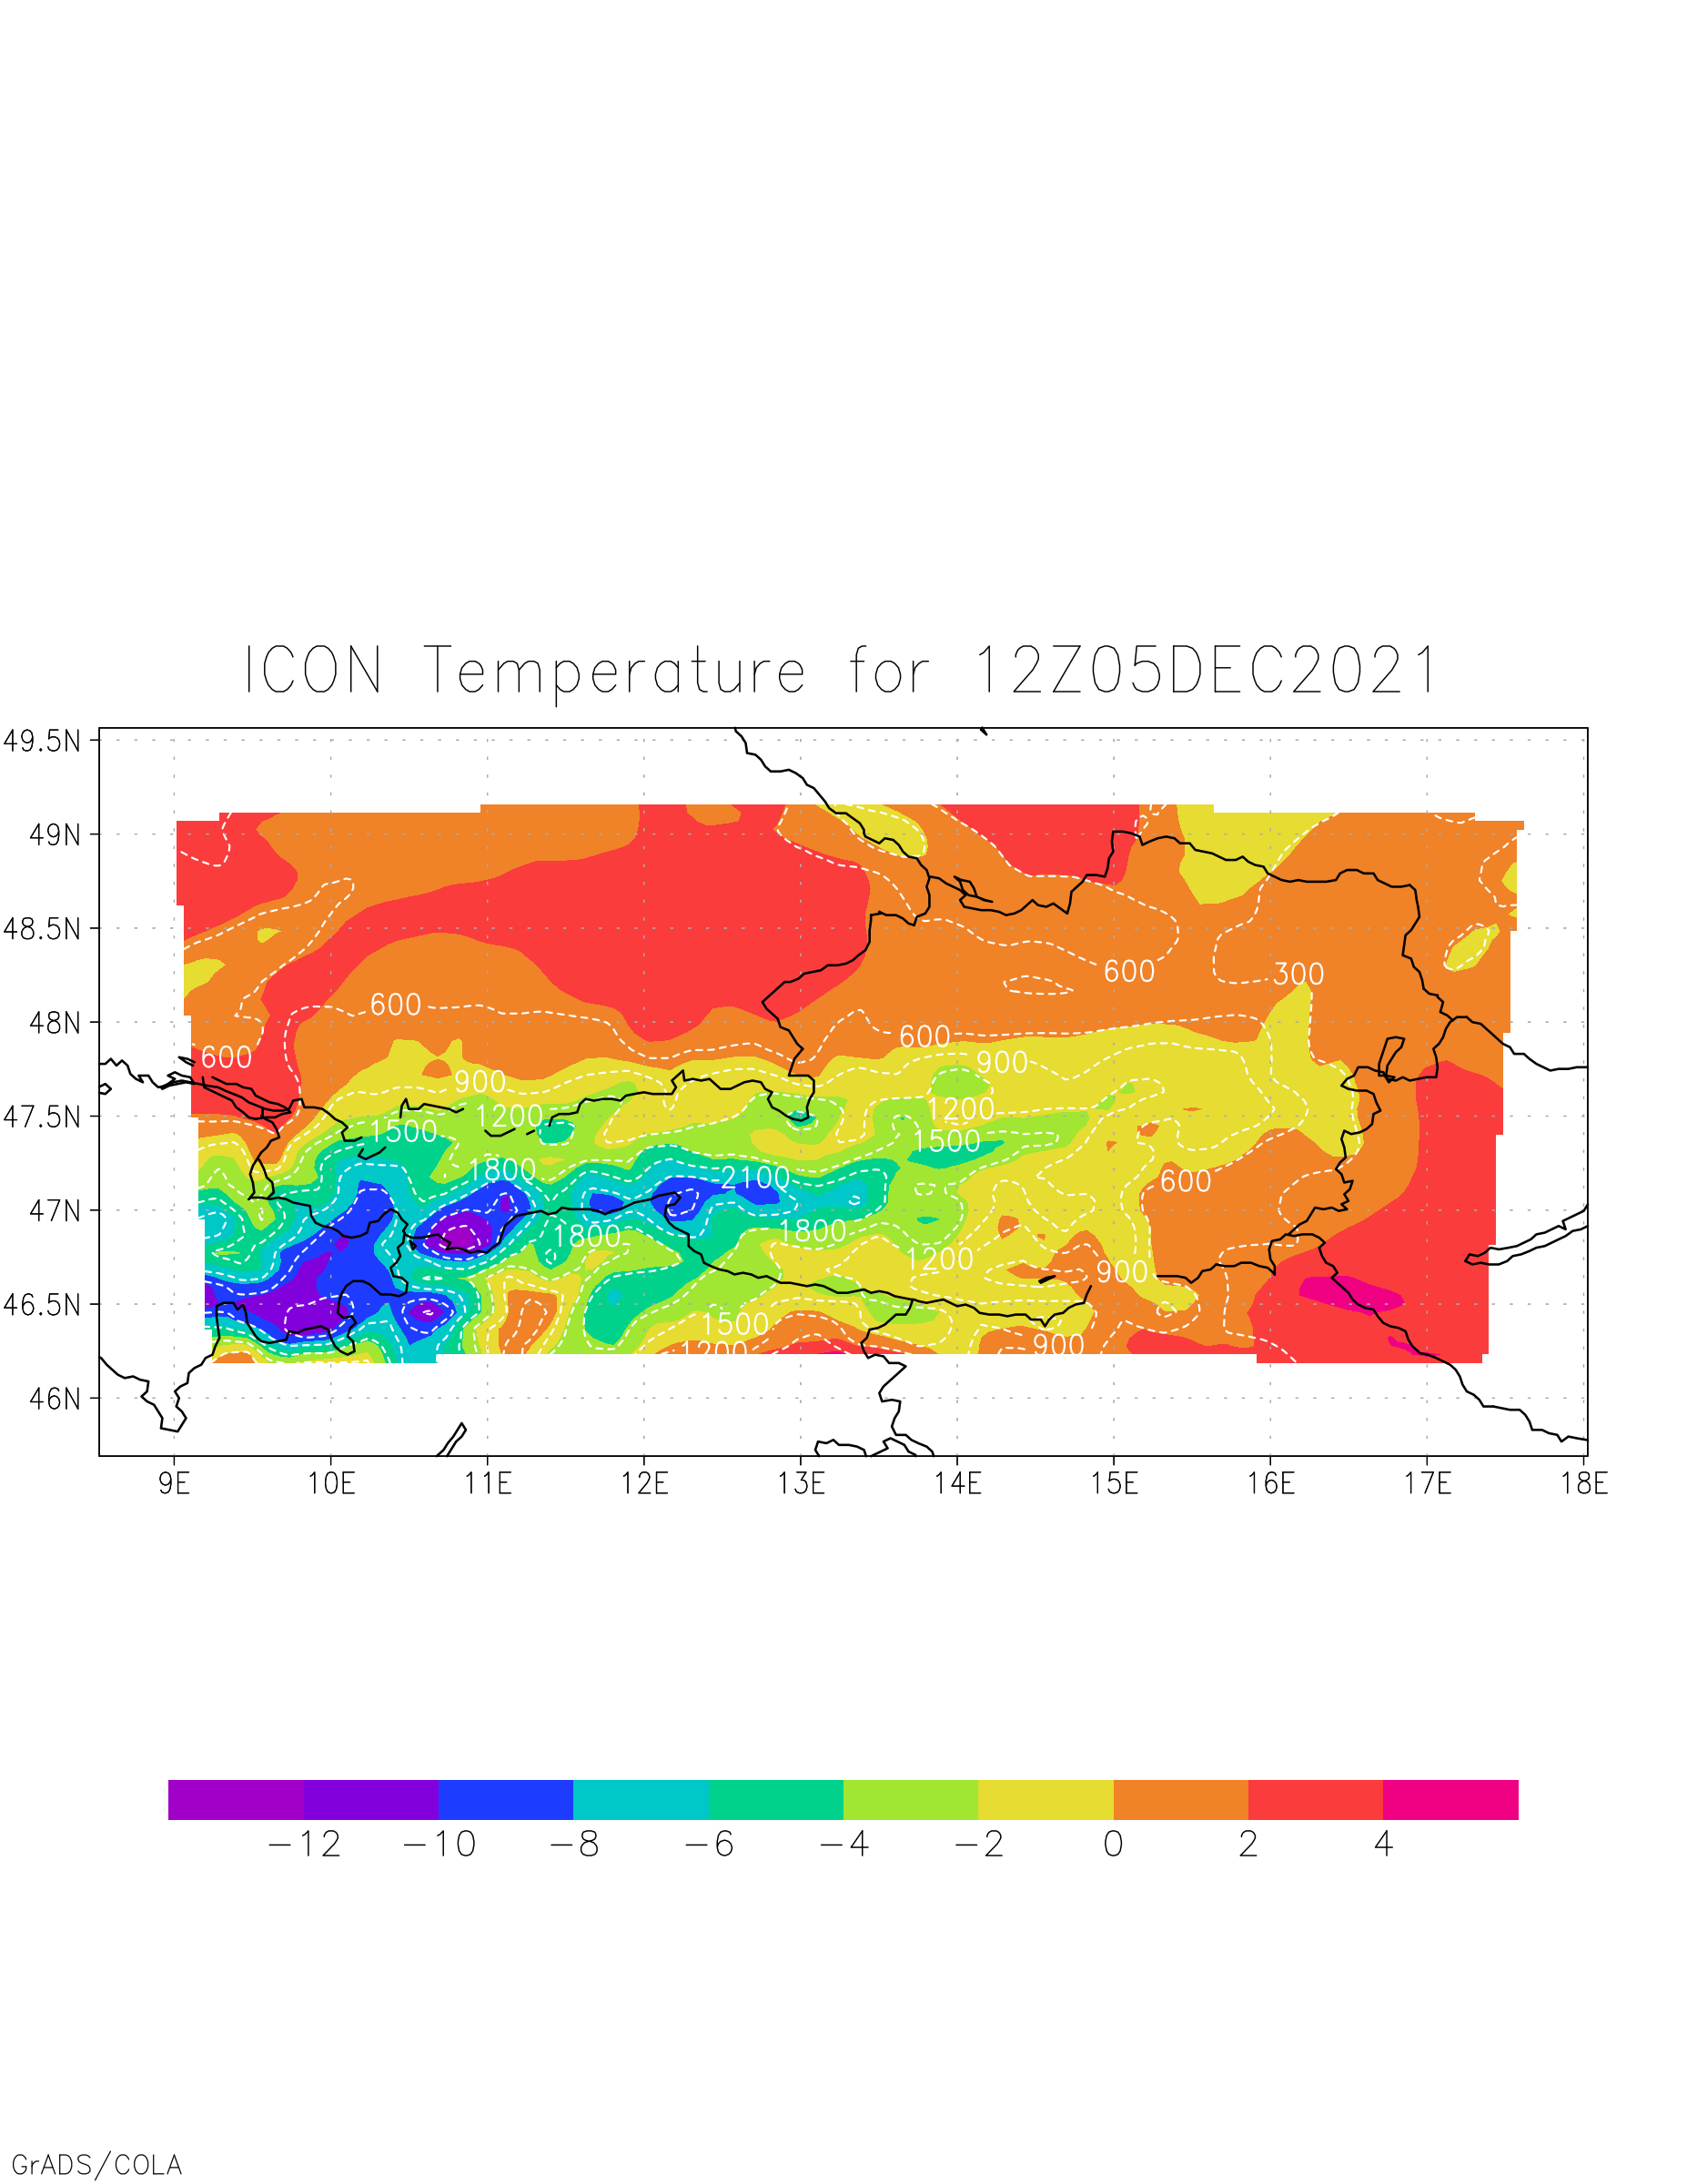 ICON Temperature for 12Z05DEC2021
49.5N
49N
48.5N
600 300
48N
600
600
600
900
900
47.5N
1200 1200
1500 1500
1800 2100 600
47N
1800 1800
1200 900
46.5N
1500
1200 900
46N
9E 10E 11E 12E 13E 14E 15E 16E 17E 18E
−12 −10 −8 −6 −4 −2 0 2 4
GrADS/COLA